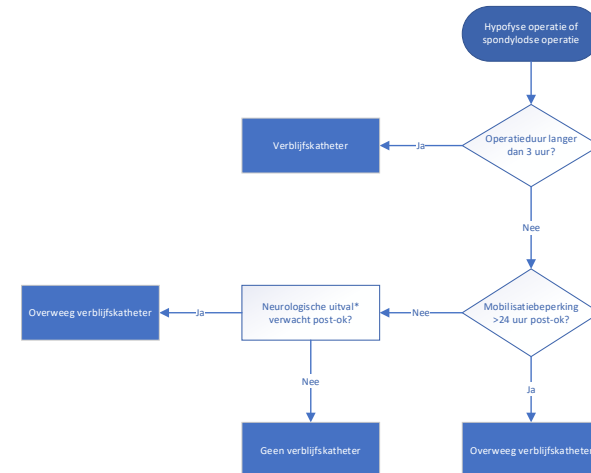 Hypofyse operatie of
spondylodse operatie
Operatieduur langer
dan 3 uur?
Ja
Verblijfskatheter
Nee
Mobilisatiebeperking
>24 uur post-ok?
Nee
Neurologische uitval*
verwacht post-ok?
Ja
Overweeg verblijfskatheter
Nee
Ja
Geen verblijfskatheter
Overweeg verblijfskatheter